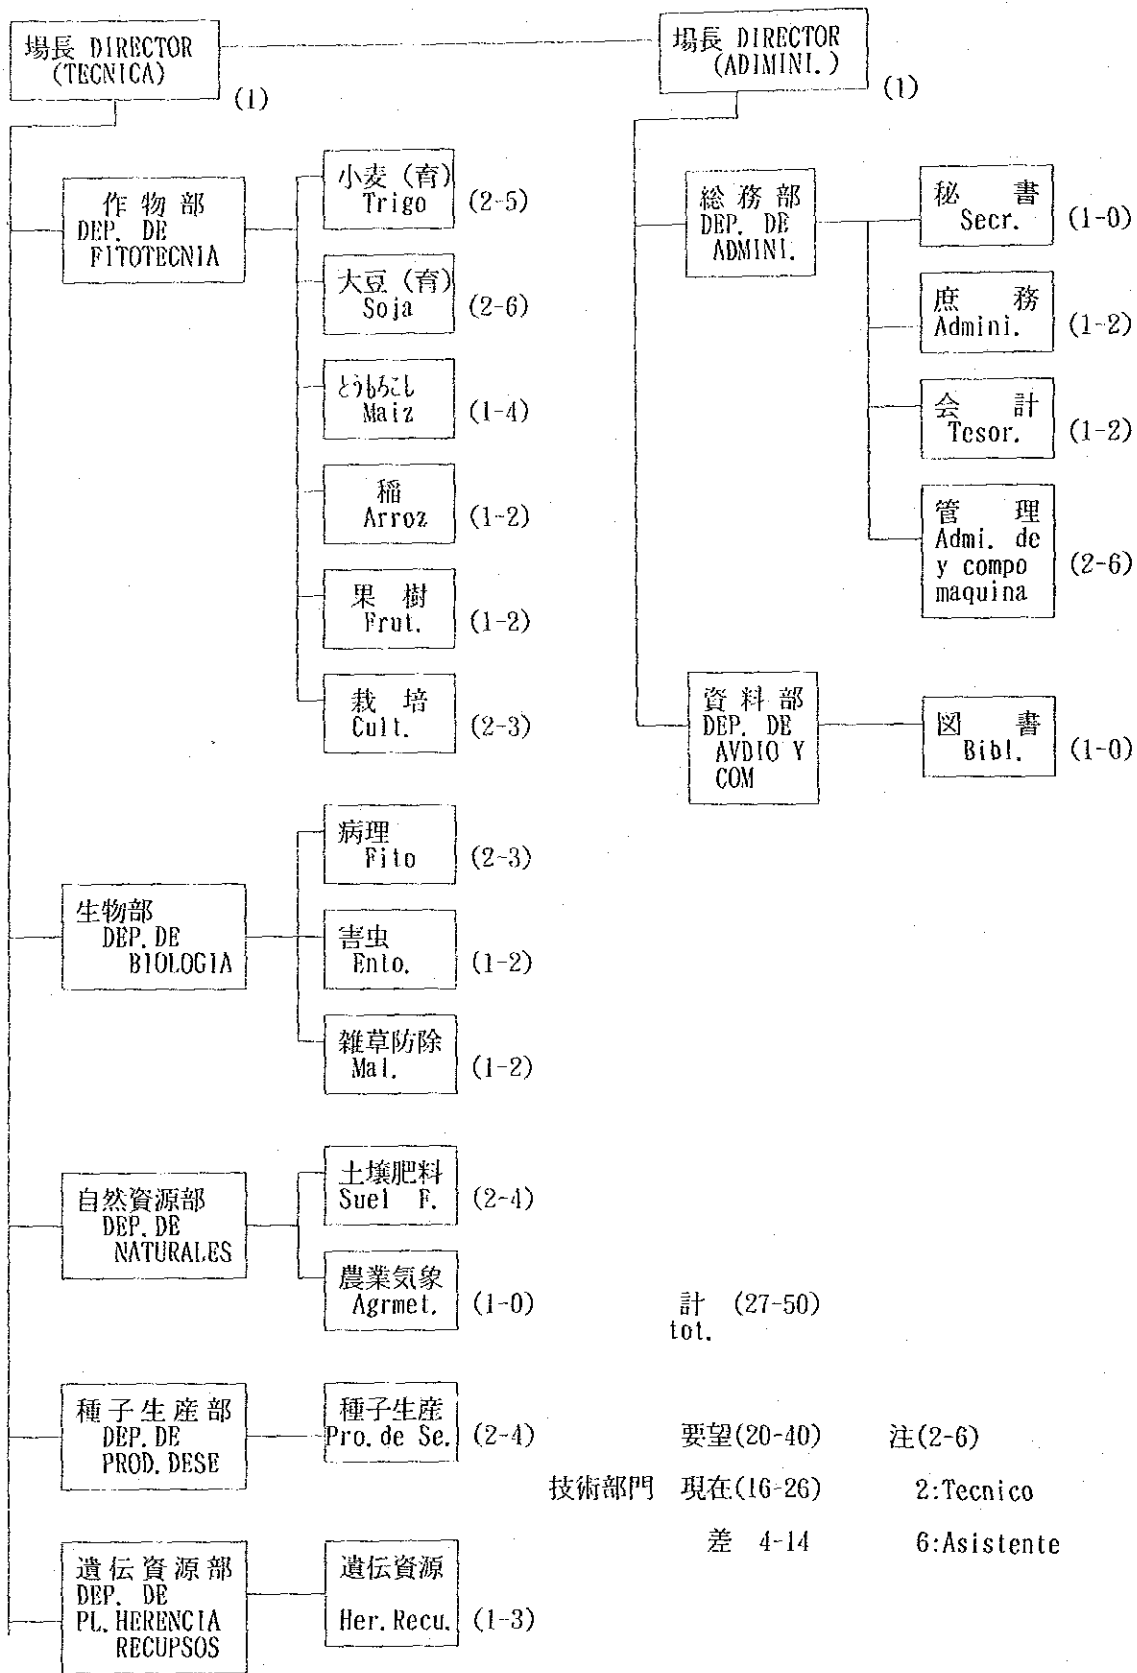 場長 DIRECTOR
(TECNICA)
(1)
場長 DIRECTOR
(ADIMINI.)
(1)
作物部
DEP. DE
FITOTECNIA
小麦(育)
Trigo
(2-5)
大豆(育)
Soja
(2-6)
とうもろこし
Maiz
(1-4)
稲
Arroz
(1-2)
果樹
Frut.
(1-2)
栽培
Cult.
(2-3)
生物部
DEP. DE
BIOLOGIA
病理
Fito
(2-3)
害虫
Ento.
(1-2)
雑草防除
Mal.
(1-2)
自然資源部
DEP. DE
NATURALES
土壌肥料
Suel F.
(2-4)
農業気象
Agrmet.
(1-0)
種子生産部
DEP. DE
PROD. DESE
種子生産
Pro. de Se.
(2-4)
遺伝資源部
DEP. DE
PL. HERENCIA
RECUPSOS
遺伝資源
Her. Recu.
(1-3)
総務部
DEP. DE
ADMINI.
秘書
Secr.
(1-0)
庶務
Admini.
(1-2)
会計
Tesor.
(1-2)
管理
Admi. de
y compo
maquina
(2-6)
資料部
DEP. DE
AVDIO Y
COM
図書
Bibl.
(1-0)
計 (27-50)
tot.
要望(20-40) 注(2-6)
技術部門 現在(16-26) 2:Tecnico
差 4-14 6:Asistente